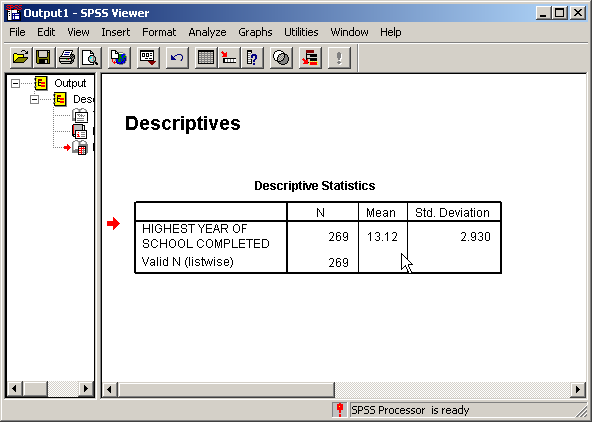 Output1 - SPSS Viewer
File Edit View Insert Format Analyze Graphs Utilities Window Help
Output
Desc
Descriptives
Descriptive Statistics
N Mean Std. Deviation
HIGHEST YEAR OF
SCHOOL COMPLETED 269 13.12 2.930
Valid N (listwise) 269
SPSS Processor is ready